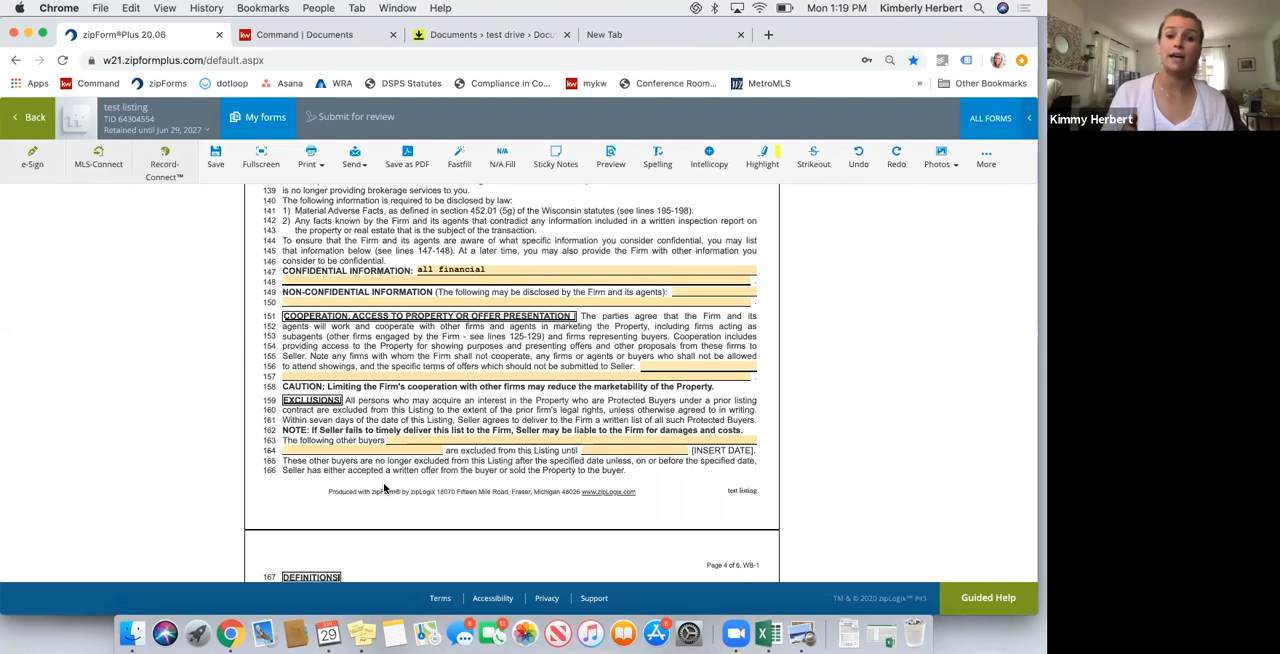 Chrome File Edit View History Bookmarks People Tab Window Help Mon 1:19 PM Kimberly Herbert
zipForm®Plus 20.06 × Command | Documents × Documents › test drive › Docu × New Tab × +
w21.zipformplus.com/default.aspx
Apps Command zipForms dotloop Asana WRA DSPS Statutes Compliance in Co... mykw Conference Room... MetroMLS » Other Bookmarks
Back
test listing
TID 64304554
Retained until Jun 29, 2027
My forms Submit for review ALL FORMS
Kimmy Herbert
e-Sign MLS-Connect Record-Connect™ Save Fullscreen Print Send Save as PDF Fastfill N/A Fill Sticky Notes Preview Spelling Intellicopy Highlight Strikeout Undo Redo Photos More
139 is no longer providing brokerage services to you.
140 The following information is required to be disclosed by law:
141 1) Material Adverse Facts, as defined in section 452.01 (5g) of the Wisconsin statutes (see lines 195-198).
142 2) Any facts known by the Firm and its agents that contradict any information included in a written inspection report on
143 the property or real estate that is the subject of the transaction.
144 To ensure that the Firm and its agents are aware of what specific information you consider confidential, you may list
145 that information below (see lines 147-148). At a later time, you may also provide the Firm with other information you
146 consider to be confidential.
147 CONFIDENTIAL INFORMATION: all financial
148 .
149 NON-CONFIDENTIAL INFORMATION (The following may be disclosed by the Firm and its agents):
150 .
151 COOPERATION, ACCESS TO PROPERTY OR OFFER PRESENTATION The parties agree that the Firm and its
152 agents will work and cooperate with other firms and agents in marketing the Property, including firms acting as
153 subagents (other firms engaged by the Firm - see lines 125-129) and firms representing buyers. Cooperation includes
154 providing access to the Property for showing purposes and presenting offers and other proposals from these firms to
155 Seller. Note any firms with whom the Firm shall not cooperate, any firms or agents or buyers who shall not be allowed
156 to attend showings, and the specific terms of offers which should not be submitted to Seller:
157 .
158 CAUTION: Limiting the Firm's cooperation with other firms may reduce the marketability of the Property.
159 EXCLUSIONS All persons who may acquire an interest in the Property who are Protected Buyers under a prior listing
160 contract are excluded from this Listing to the extent of the prior firm's legal rights, unless otherwise agreed to in writing.
161 Within seven days of the date of this Listing, Seller agrees to deliver to the Firm a written list of all such Protected Buyers.
162 NOTE: If Seller fails to timely deliver this list to the Firm, Seller may be liable to the Firm for damages and costs.
163 The following other buyers
164 are excluded from this Listing until [INSERT DATE].
165 These other buyers are no longer excluded from this Listing after the specified date unless, on or before the specified date,
166 Seller has either accepted a written offer from the buyer or sold the Property to the buyer.
Produced with zipForm® by zipLogix 18070 Fifteen Mile Road, Fraser, Michigan 48026 www.zipLogix.com test listing
Page 4 of 6, WB-1
167 DEFINITIONS
Terms Accessibility Privacy Support TM & © 2020 zipLogix™ P43 Guided Help